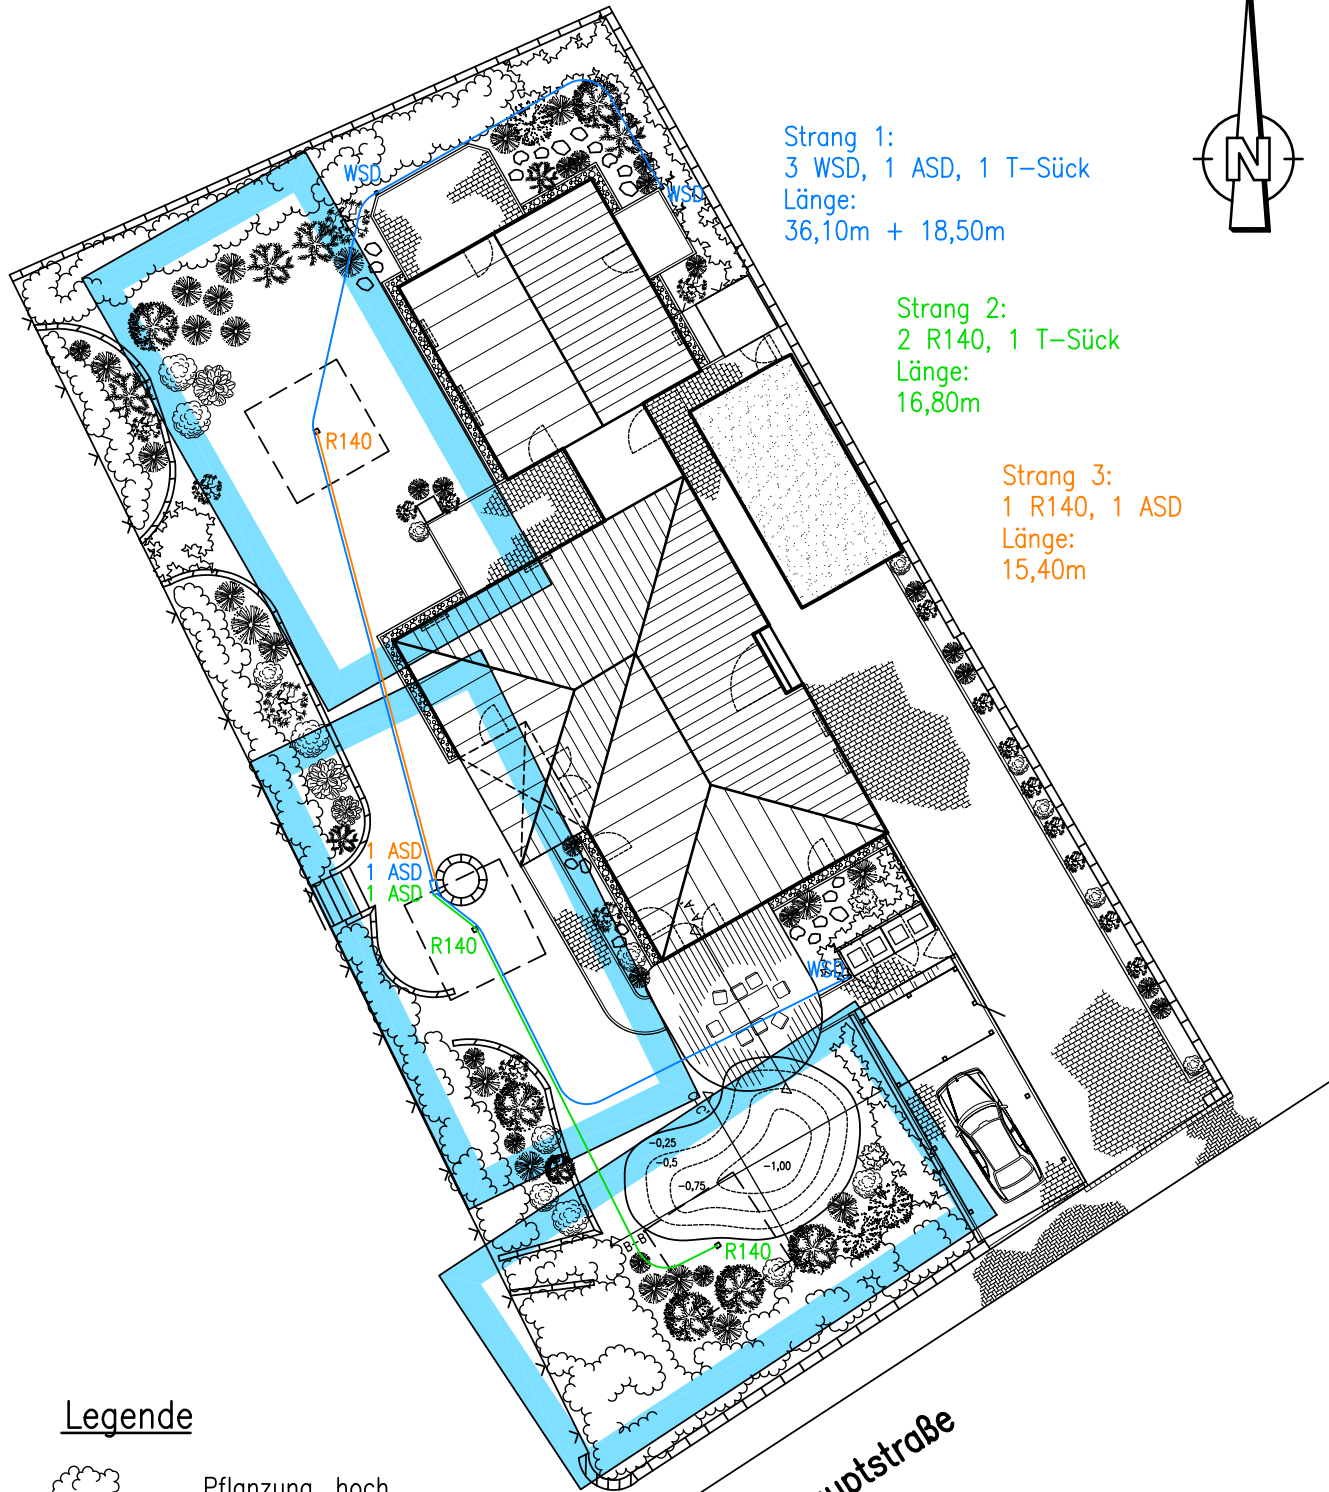 N
Strang 1:
3 WSD, 1 ASD, 1 T-Sück
Länge:
36,10m + 18,50m
Strang 2:
2 R140, 1 T-Sück
Länge:
16,80m
Strang 3:
1 R140, 1 ASD
Länge:
15,40m
WSD
WSD
R140
1 ASD
1 ASD
1 ASD
R140
WSD
A-A
-0,25
-0,5
-0,75
-1,00
B-B
R140
Legende
Pflanzung hoch
uptstraße